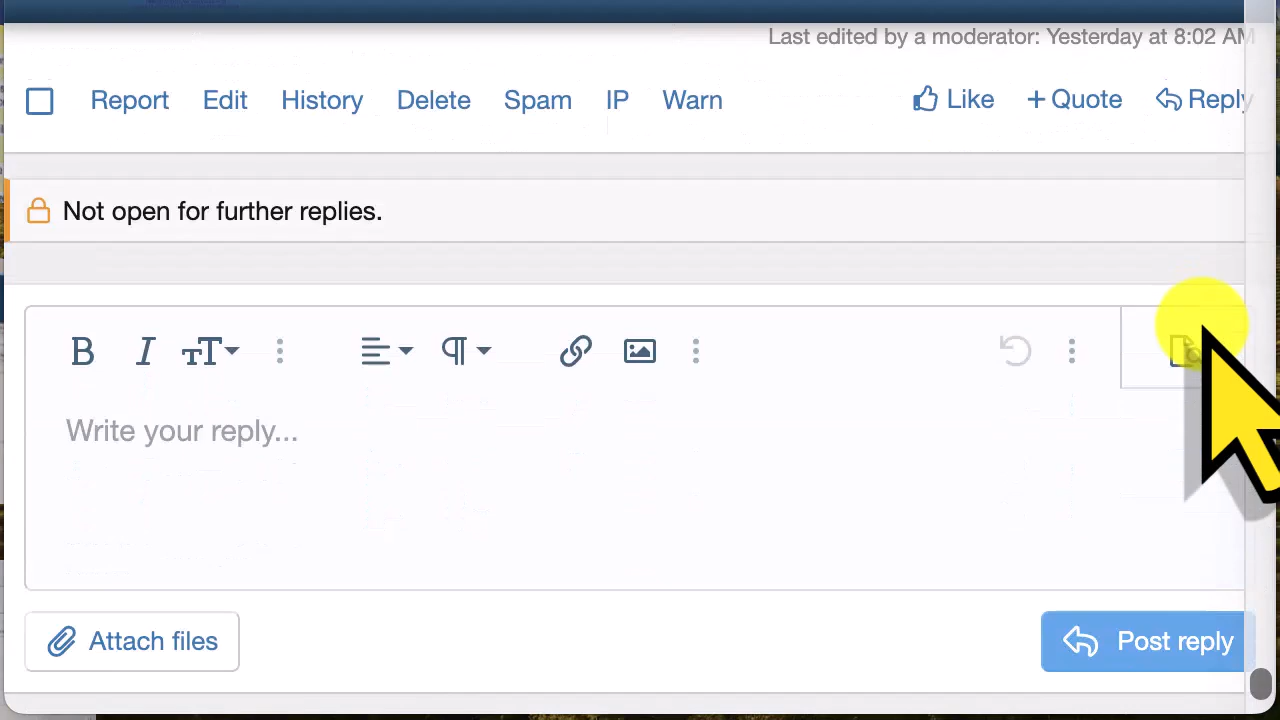 Last edited by a moderator: Yesterday at 8:02 AM
Report Edit History Delete Spam IP Warn Like + Quote Reply
Not open for further replies.
B I TT
Write your reply...
Attach files Post reply